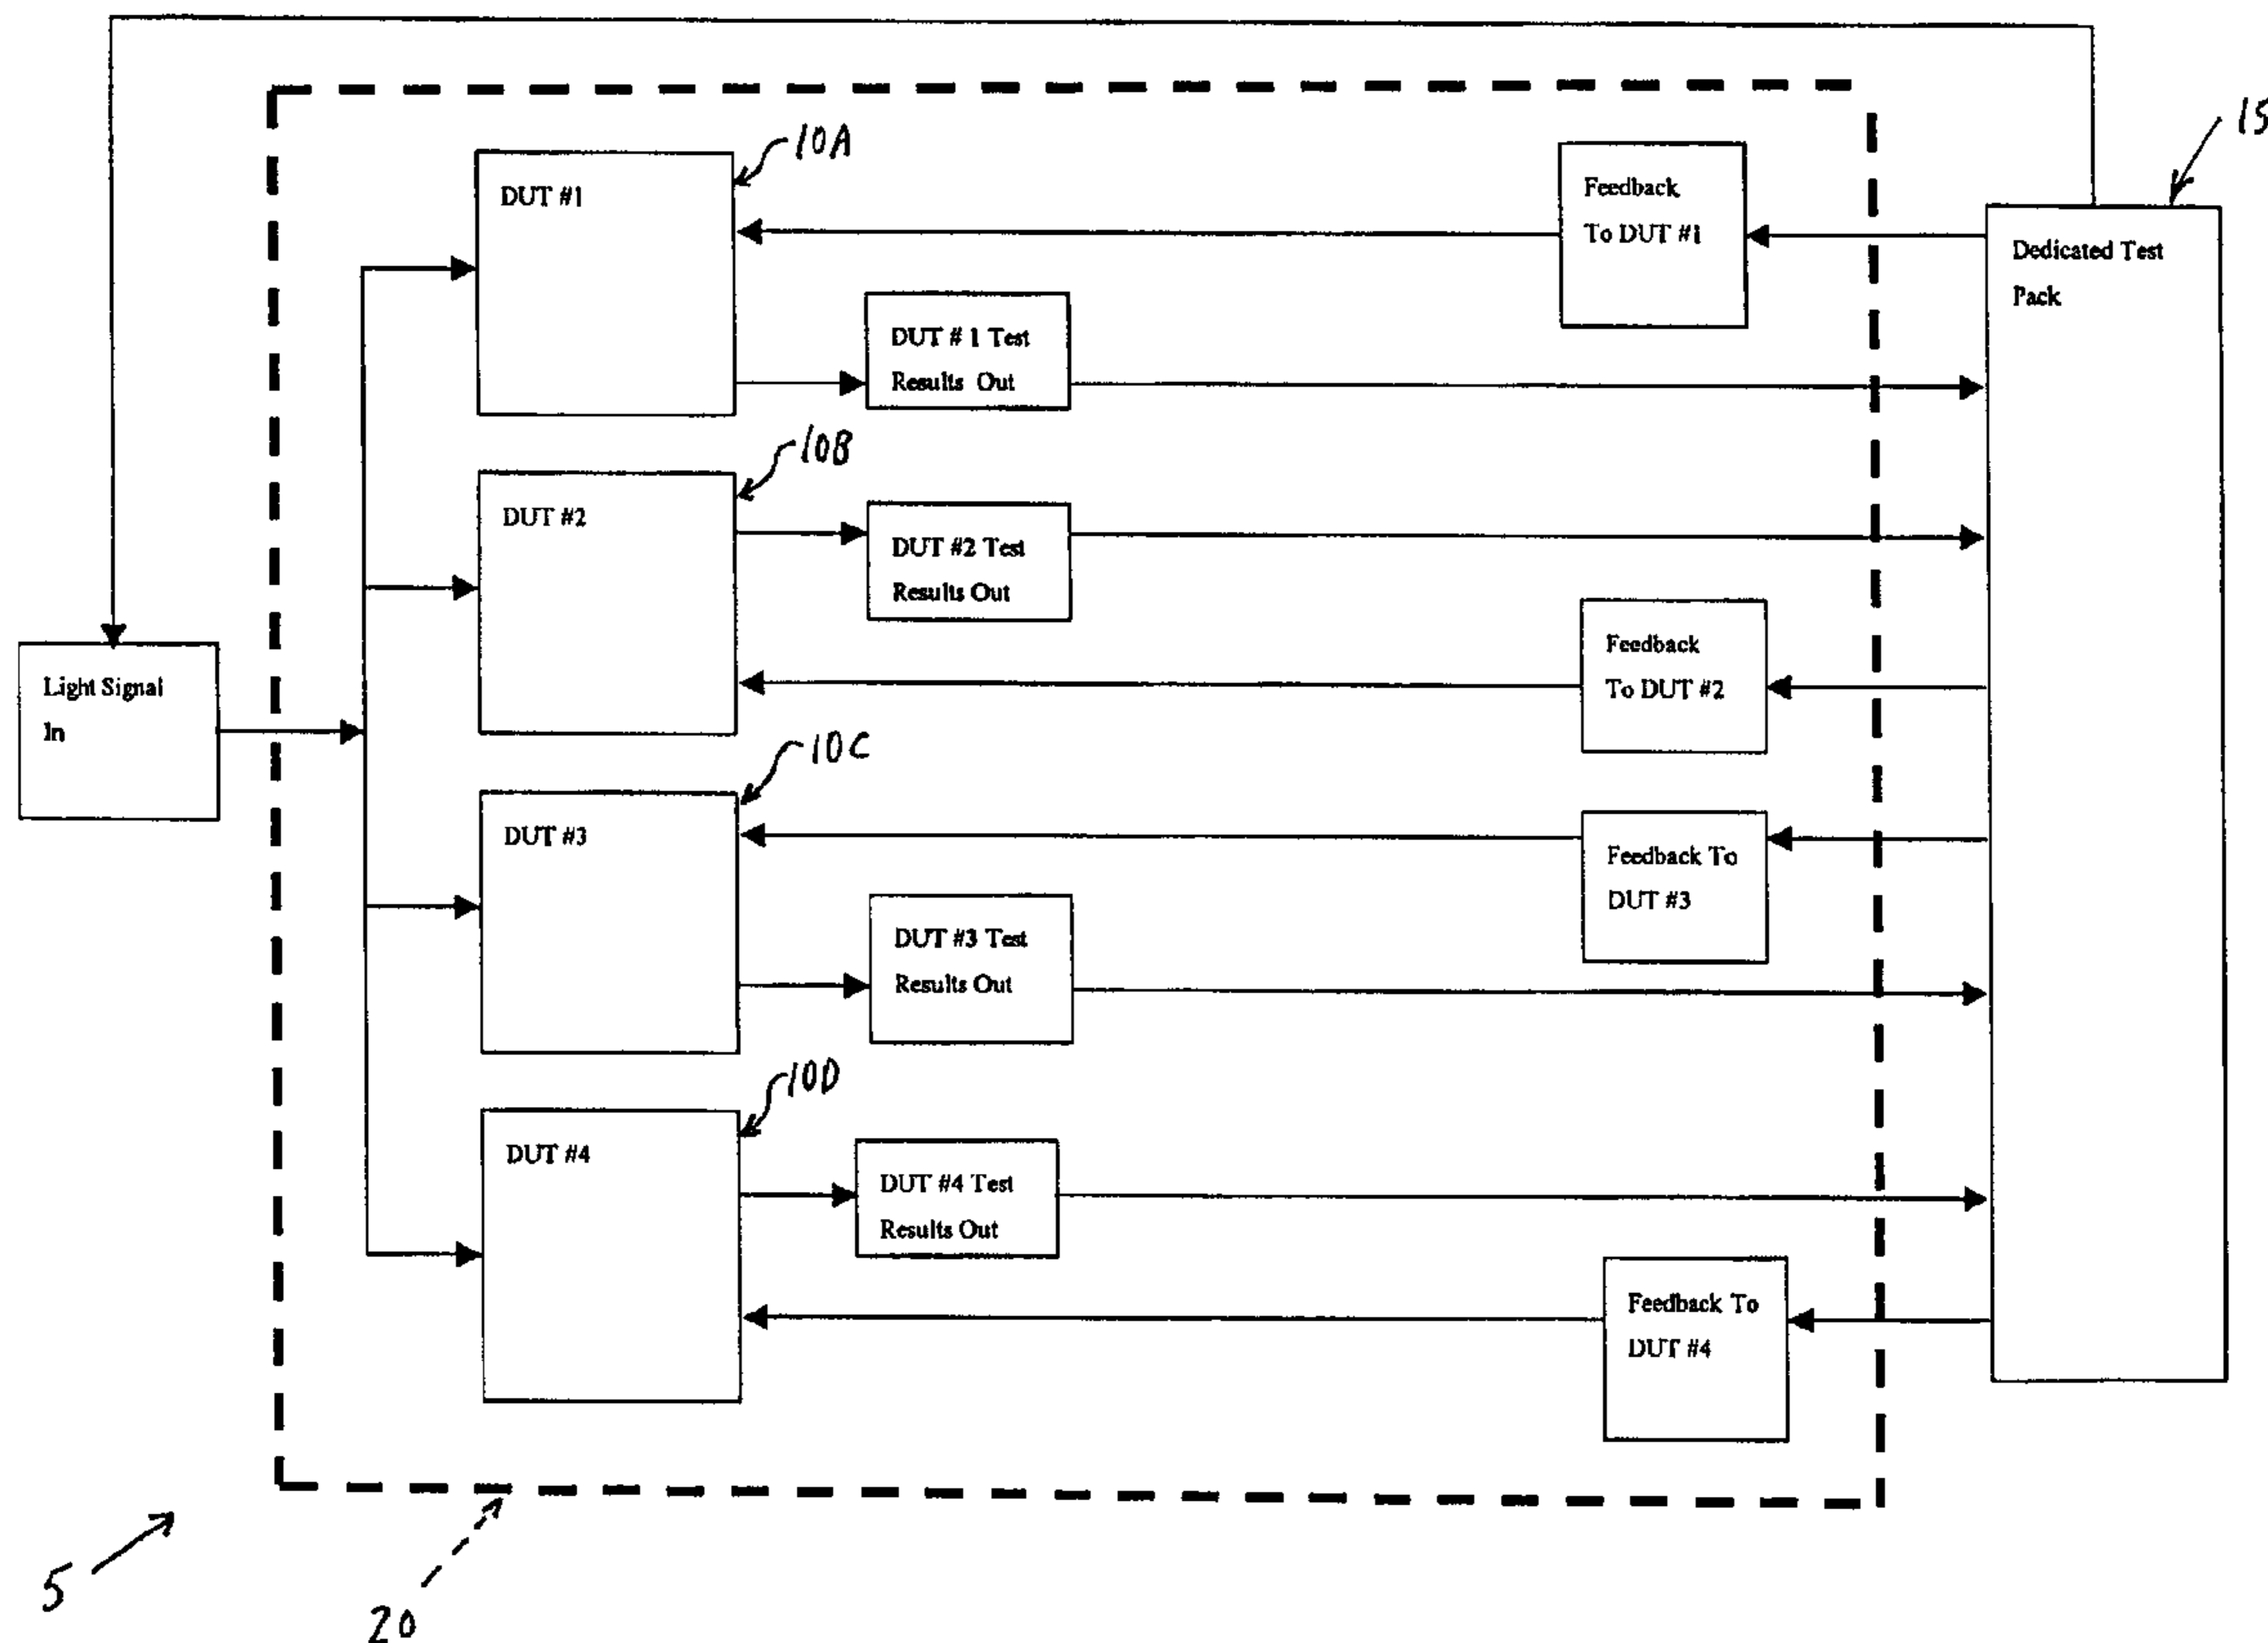 10A
15
DUT #1
Feedback
To DUT #1
Dedicated Test
Pack
DUT # 1 Test
Results Out
10B
DUT #2
DUT #2 Test
Results Out
Feedback
To DUT #2
Light Signal
In
10C
DUT #3
Feedback To
DUT #3
DUT #3 Test
Results Out
10D
DUT #4
DUT #4 Test
Results Out
Feedback To
DUT #4
5
20